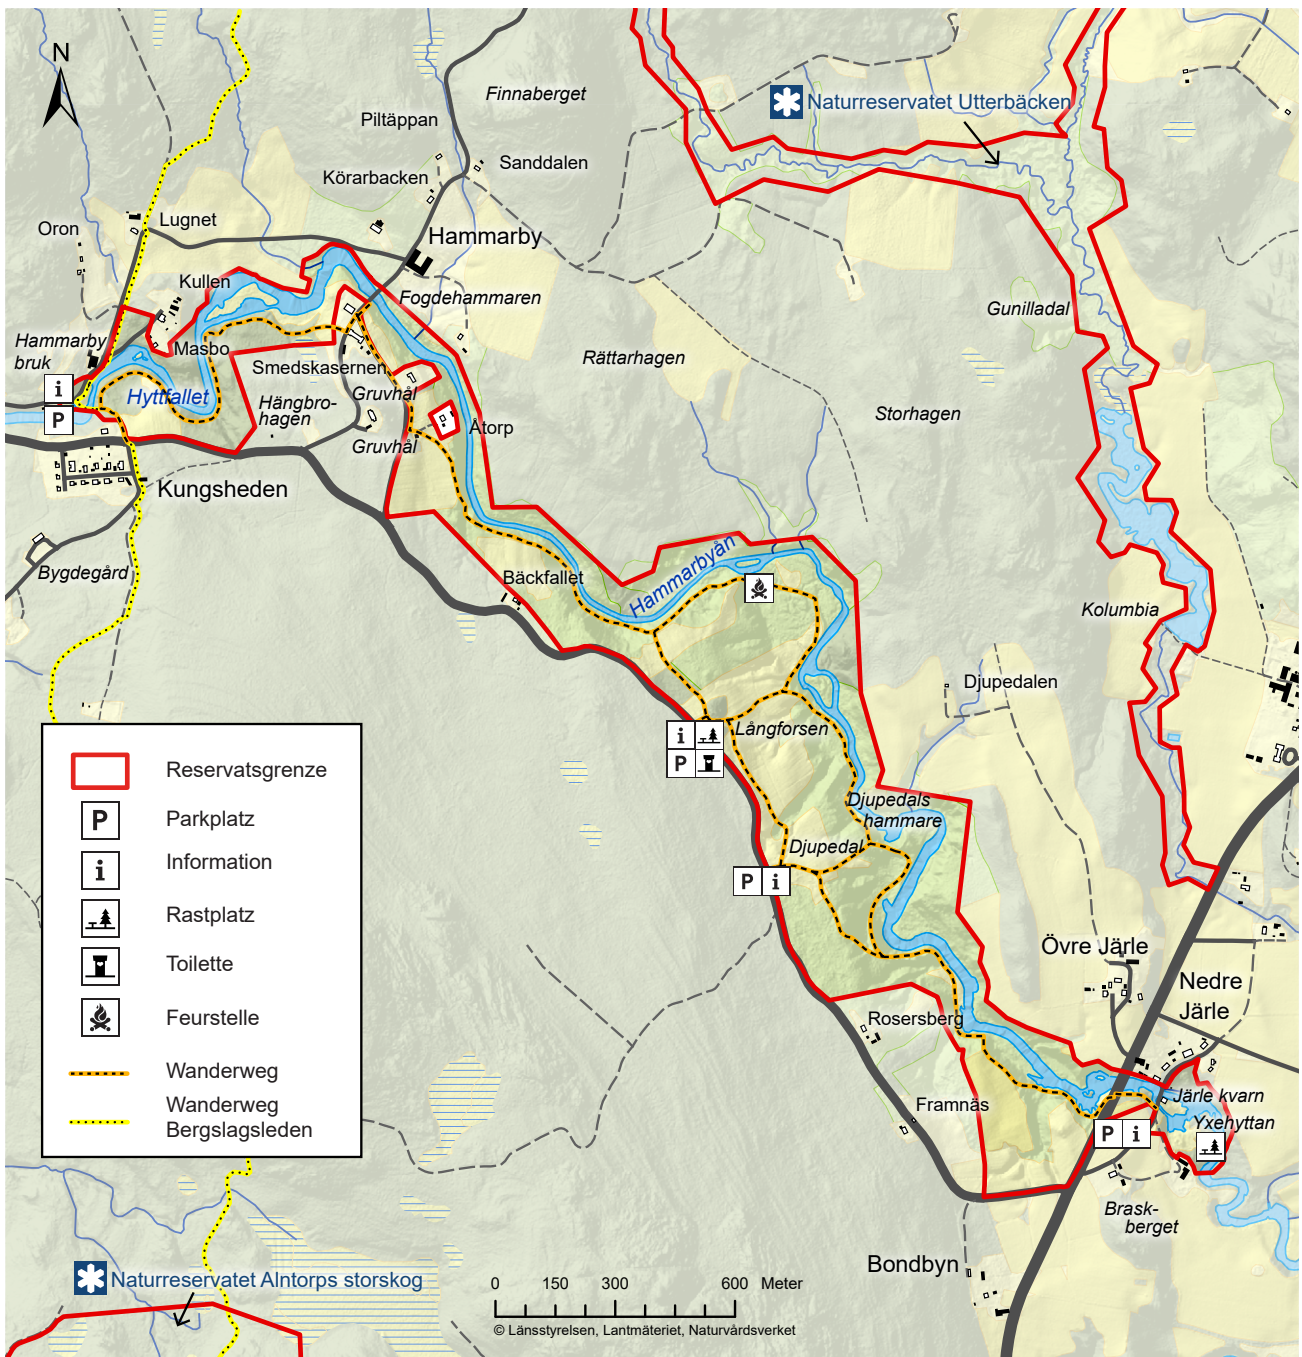 N
Finnaberget
Piltäppan
Naturreservatet Utterbäcken
Sanddalen
Körarbacken
Lugnet
Oron
Hammarby
Kullen
Fogdehammaren
Gunilladal
Hammarby
bruk
Masbo
Rättarhagen
Smedskasernen
i
Hyttfallet
Gruvhål
Hängbro-
hagen
Storhagen
P
Åtorp
Gruvhål
Kungsheden
Bygdegård
Bäckfallet
Hammarbyån
Kolumbia
Djupedalen
Långforsen
i
P
Djupedals
hammare
Djupedal
P i
Reservatsgrenze
P Parkplatz
i Information
Rastplatz
Toilette
Feurstelle
Wanderweg
Wanderweg
Bergslagsleden
Övre Järle
Nedre
Järle
Rosersberg
Framnäs
Järle kvarn
Yxehyttan
P i
Brask-
berget
Bondbyn
Naturreservatet Alntorps storskog
0 150 300 600 Meter
© Länsstyrelsen, Lantmäteriet, Naturvårdsverket